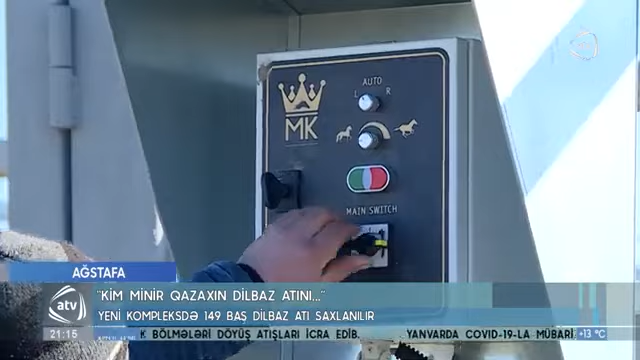 AUTO
L R
MK
MAIN SWITCH
AĞSTAFA
"KİM MİNİR QAZAXIN DİLBAZ ATINI..."
YENİ KOMPLEKSDƏ 149 BAŞ DİLBAZ ATI SAXLANILIR
atv
21:15
K BÖLMƏLƏRİ DÖYÜŞ ATIŞLARI İCRA EDİB. YANVARDA COVID-19-LA MÜBARİ
+13 °C